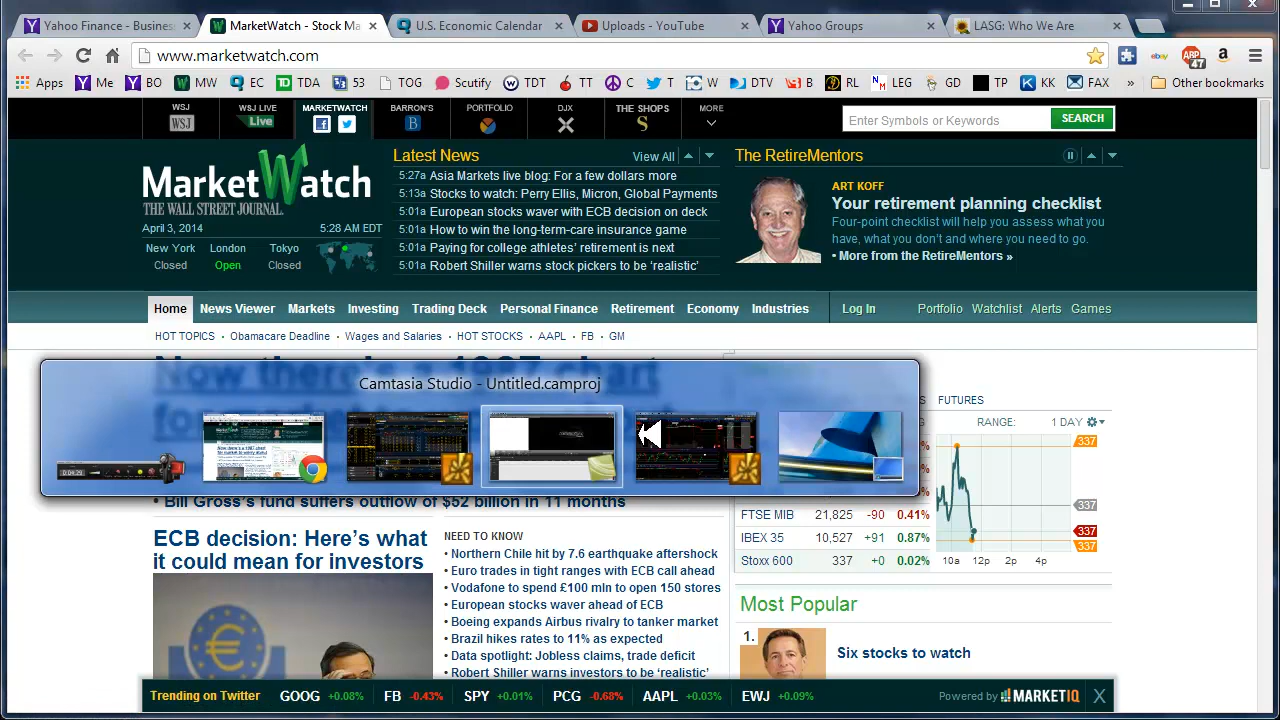 Yahoo Finance - Busines
MarketWatch - Stock Ma
U.S. Economic Calendar
Uploads - YouTube
Yahoo Groups
LASG: Who We Are
www.marketwatch.com
ebay
ABP
47
a
Apps
Me
BO
MW
EC
TDA
53
TOG
Scutify
TDT
TT
C
T
W
DTV
B
RL
LEG
GD
TP
KK
FAX
»
Other bookmarks
WSJ
WSJ LIVE
MARKETWATCH
BARRON'S
PORTFOLIO
DJX
THE SHOPS
MORE
WSJ
Live
B
S
Enter Symbols or Keywords
SEARCH
MarketWatch
THE WALL STREET JOURNAL.
April 3, 2014
5:28 AM EDT
New York
London
Tokyo
Closed
Open
Closed
Latest News
View All
5:27a Asia Markets live blog: For a few dollars more
5:13a Stocks to watch: Perry Ellis, Micron, Global Payments
5:01a European stocks waver with ECB decision on deck
5:01a How to win the long-term-care insurance game
5:01a Paying for college athletes' retirement is next
5:01a Robert Shiller warns stock pickers to be 'realistic'
The RetireMentors
ART KOFF
Your retirement planning checklist
Four-point checklist will help you assess what you
have, what you don't and where you need to go.
• More from the RetireMentors »
Home
News Viewer
Markets
Investing
Trading Deck
Personal Finance
Retirement
Economy
Industries
Log In
Portfolio
Watchlist
Alerts
Games
HOT TOPICS
Obamacare Deadline
Wages and Salaries
HOT STOCKS
AAPL
FB
GM
Camtasia Studio - Untitled.camproj
0:04:29
• Bill Gross's fund suffers outflow of $52 billion in 11 months
ECB decision: Here's what
it could mean for investors
NEED TO KNOW
• Northern Chile hit by 7.6 earthquake aftershock
• Euro trades in tight ranges with ECB call ahead
• Vodafone to spend £100 mln to open 150 stores
• European stocks waver ahead of ECB
• Boeing expands Airbus rivalry to tanker market
• Brazil hikes rates to 11% as expected
• Data spotlight: Jobless claims, trade deficit
• Robert Shiller warns investors to be 'realistic'
FUTURES
RANGE:
1 DAY
337
337
337
337
10a
12p
2p
4p
FTSE MIB 21,825 -90 0.41%
IBEX 35 10,527 +91 0.87%
Stoxx 600 337 +0 0.02%
Most Popular
1.
Six stocks to watch
Trending on Twitter
GOOG +0.08%
FB -0.43%
SPY +0.01%
PCG -0.68%
AAPL +0.03%
EWJ +0.09%
Powered by MARKETIQ
X